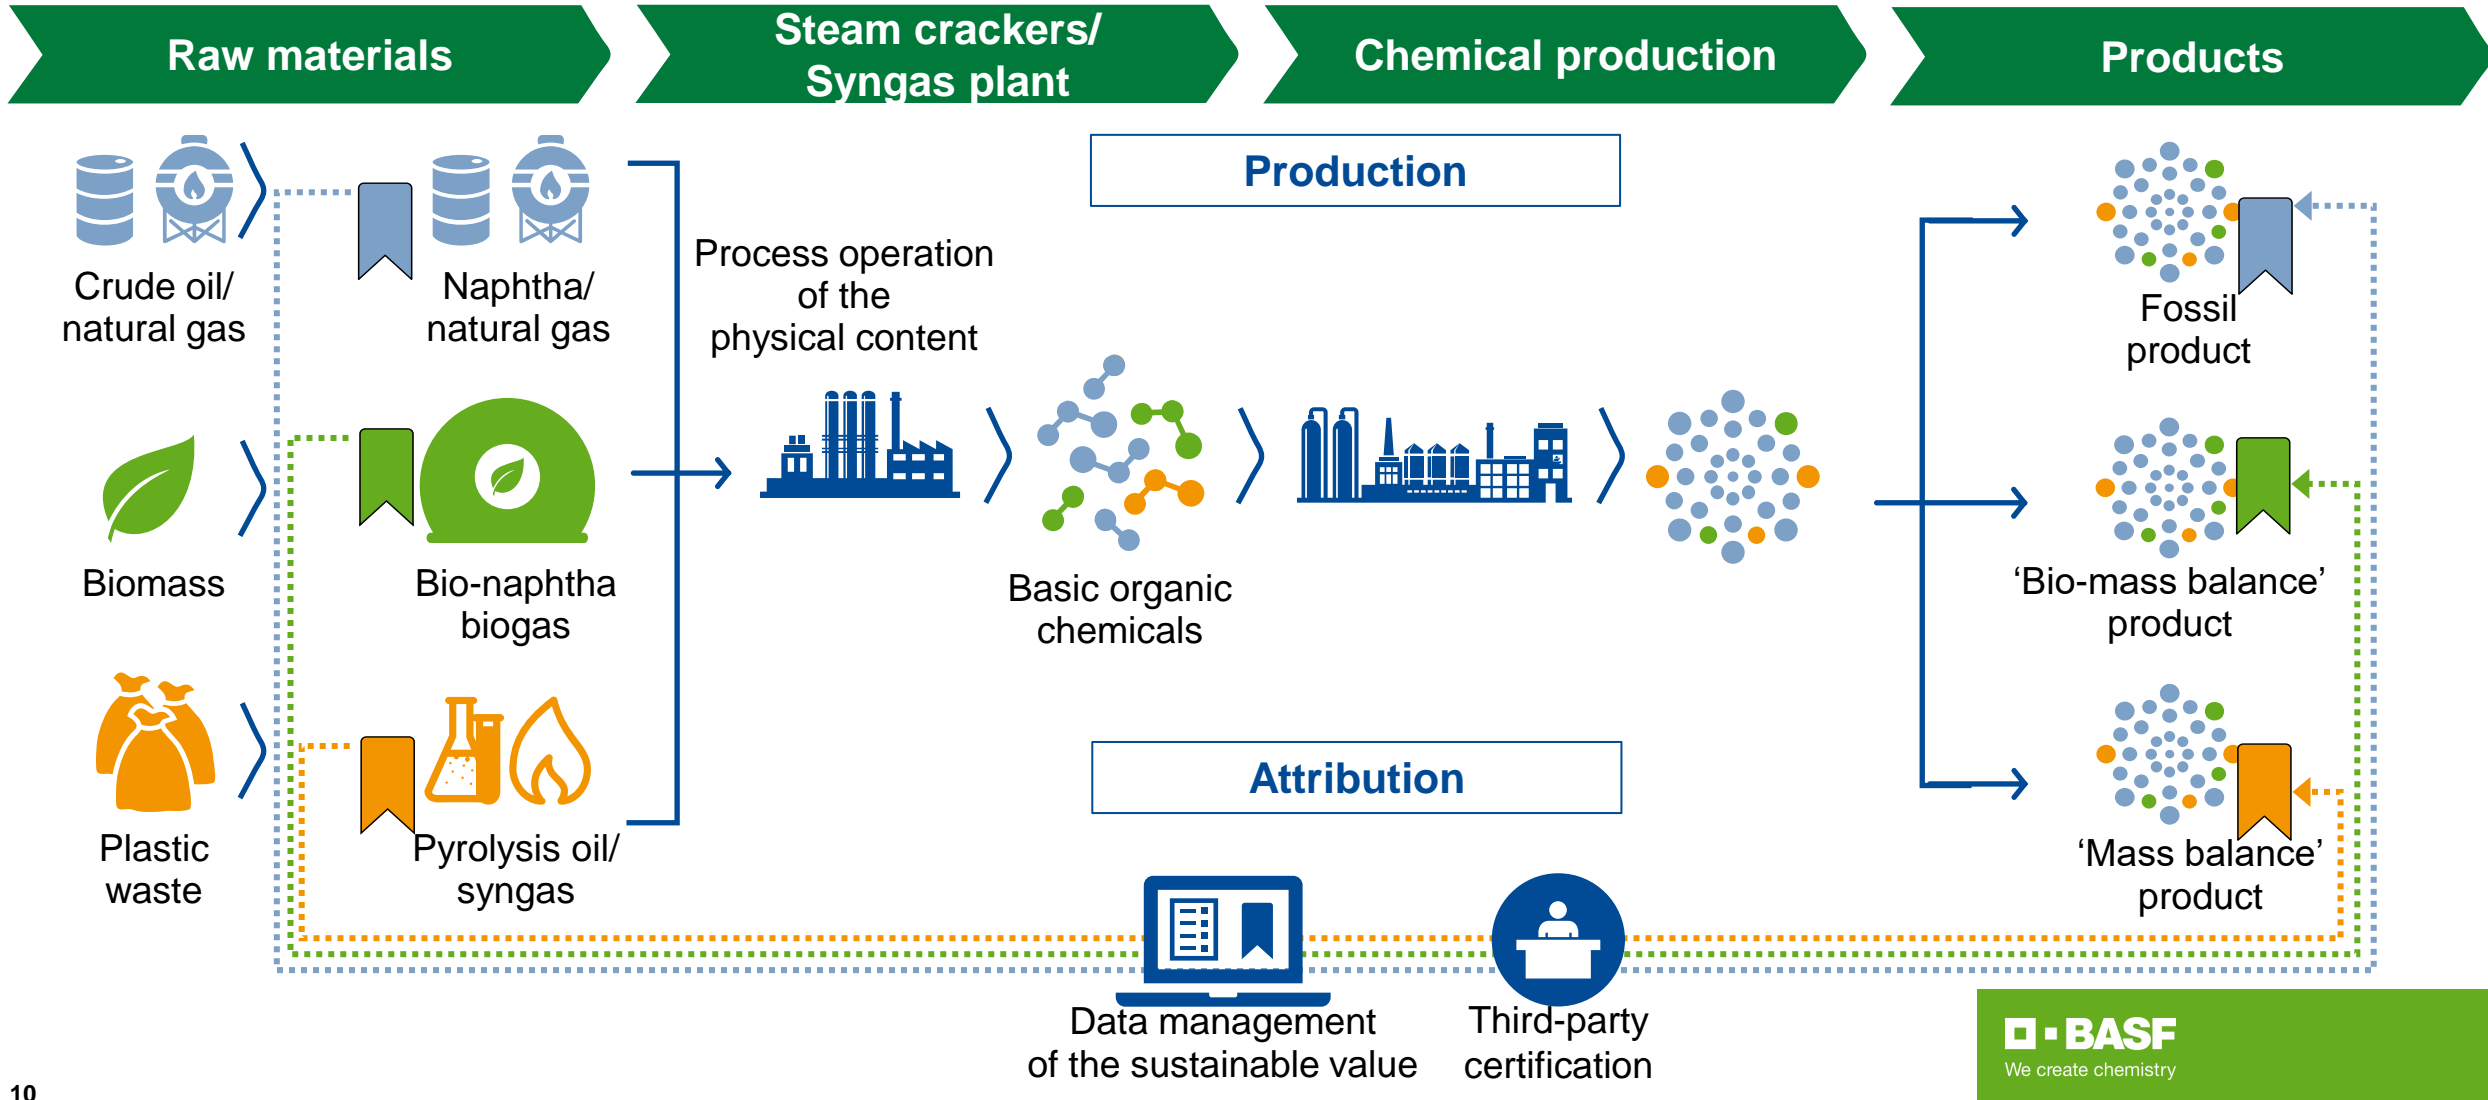 Raw materials
Steam crackers/
Syngas plant
Chemical production
Products
Production
Crude oil/
natural gas
Naphtha/
natural gas
Process operation
of the
physical content
Fossil
product
Biomass
Bio-naphtha
biogas
Basic organic
chemicals
‘Bio-mass balance’
product
Attribution
Plastic
waste
Pyrolysis oil/
syngas
‘Mass balance’
product
Data management
of the sustainable value
Third-party
certification
BASF
We create chemistry
10